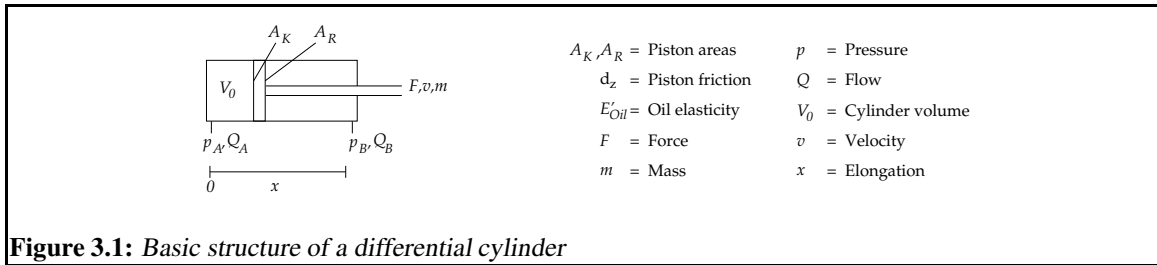 A_K A_R
V_0
F,v,m
p_A, Q_A p_B, Q_B
0 x
A_K, A_R = Piston areas
d_z = Piston friction
E'_Oil = Oil elasticity
F = Force
m = Mass
p = Pressure
Q = Flow
V_0 = Cylinder volume
v = Velocity
x = Elongation
Figure 3.1: Basic structure of a differential cylinder